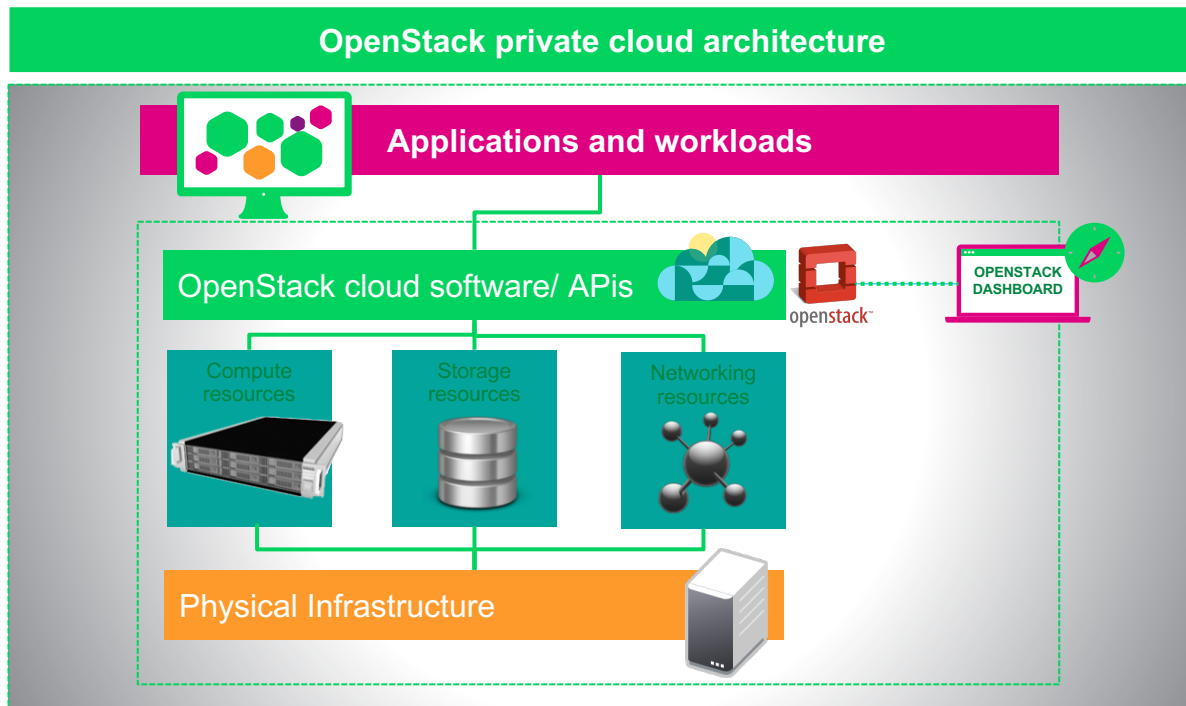 OpenStack private cloud architecture
Applications and workloads
OpenStack cloud software/ APis
openstack™
OPENSTACK
DASHBOARD
Compute
resources
Storage
resources
Networking
resources
Physical Infrastructure